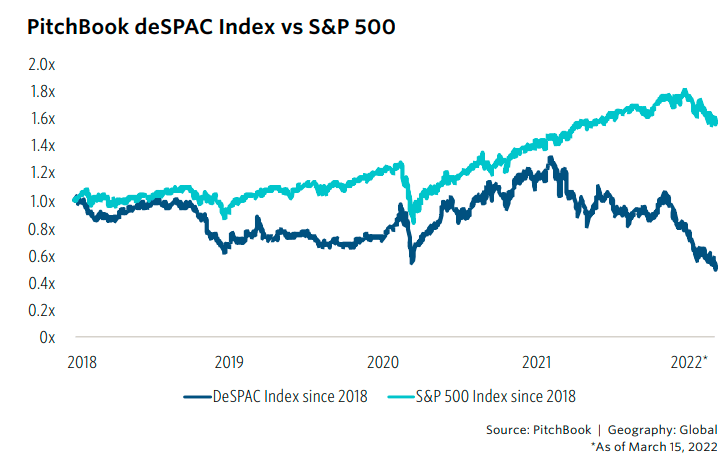 PitchBook deSPAC Index vs S&P 500
2.0x
1.8x
1.6x
1.4x
1.2x
1.0x
0.8x
0.6x
0.4x
0.2x
0x
2018 2019 2020 2021 2022*
DeSPAC Index since 2018 S&P 500 Index since 2018
Source: PitchBook | Geography: Global
*As of March 15, 2022